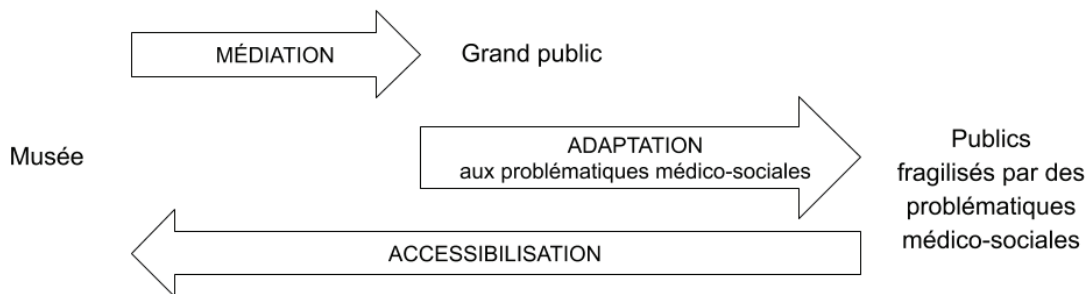 MÉDIATION
Grand public
Musée
ADAPTATION
aux problématiques médico-sociales
Publics
fragilisés par des
problématiques
médico-sociales
ACCESSIBILISATION